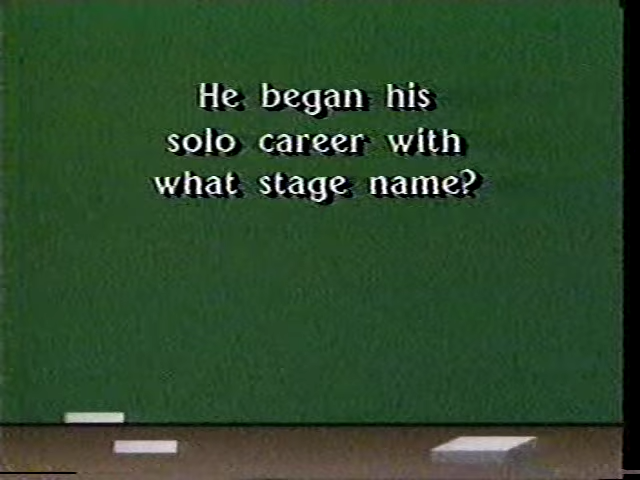 He began his
solo career with
what stage name?